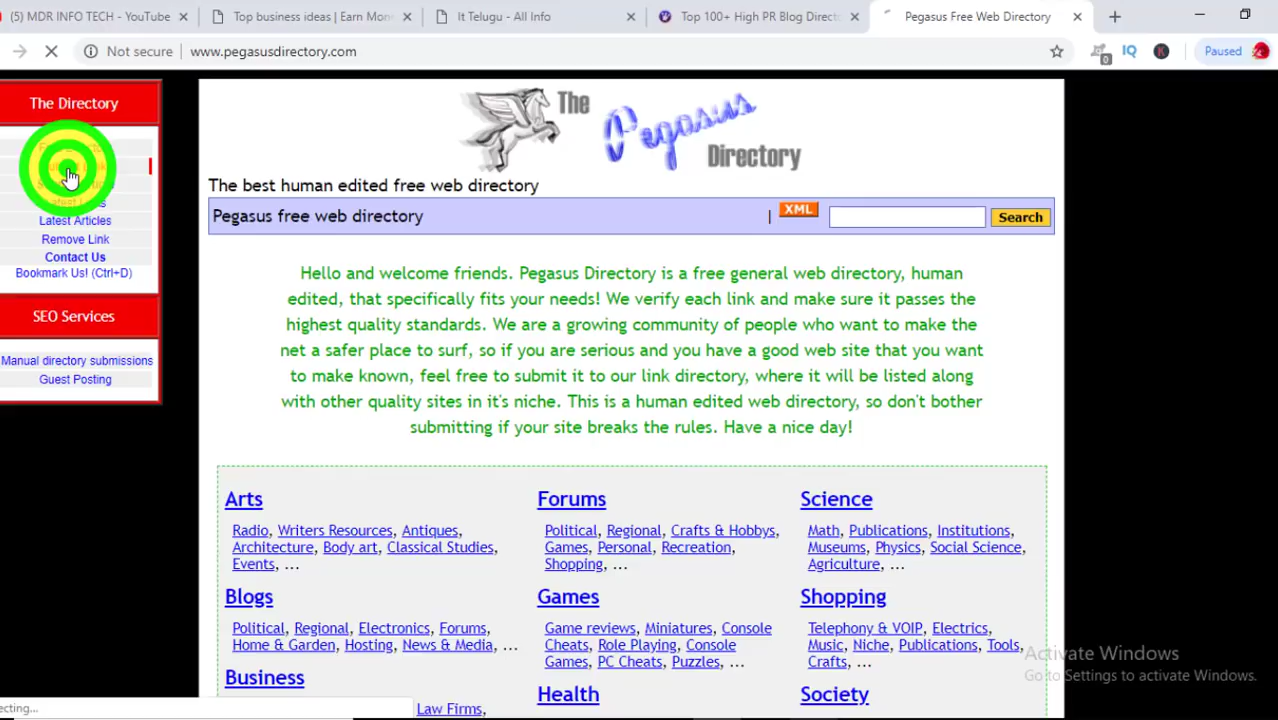 (5) MDR INFO TECH - YouTube
Top business ideas | Earn Mon
It Telugu - All Info
Top 100+ High PR Blog Direct
Pegasus Free Web Directory
Not secure
www.pegasusdirectory.com
0
IQ
K
Paused
The Directory
Latest Articles
Remove Link
Contact Us
Bookmark Us! (Ctrl+D)
SEO Services
Manual directory submissions
Guest Posting
The Pegasus Directory
The best human edited free web directory
Pegasus free web directory
|
XML
Search
Hello and welcome friends. Pegasus Directory is a free general web directory, human
edited, that specifically fits your needs! We verify each link and make sure it passes the
highest quality standards. We are a growing community of people who want to make the
net a safer place to surf, so if you are serious and you have a good web site that you want
to make known, feel free to submit it to our link directory, where it will be listed along
with other quality sites in it's niche. This is a human edited web directory, so don't bother
submitting if your site breaks the rules. Have a nice day!
Arts
Radio, Writers Resources, Antiques,
Architecture, Body art, Classical Studies,
Events, ...
Blogs
Political, Regional, Electronics, Forums,
Home & Garden, Hosting, News & Media, ...
Business
Law Firms,
Forums
Political, Regional, Crafts & Hobbys,
Games, Personal, Recreation,
Shopping, ...
Games
Game reviews, Miniatures, Console
Cheats, Role Playing, Console
Games, PC Cheats, Puzzles, ...
Health
Science
Math, Publications, Institutions,
Museums, Physics, Social Science,
Agriculture, ...
Shopping
Telephony & VOIP, Electrics,
Music, Niche, Publications, Tools,
Crafts, ...
Society
Activate Windows
Go to Settings to activate Windows.
ecting...